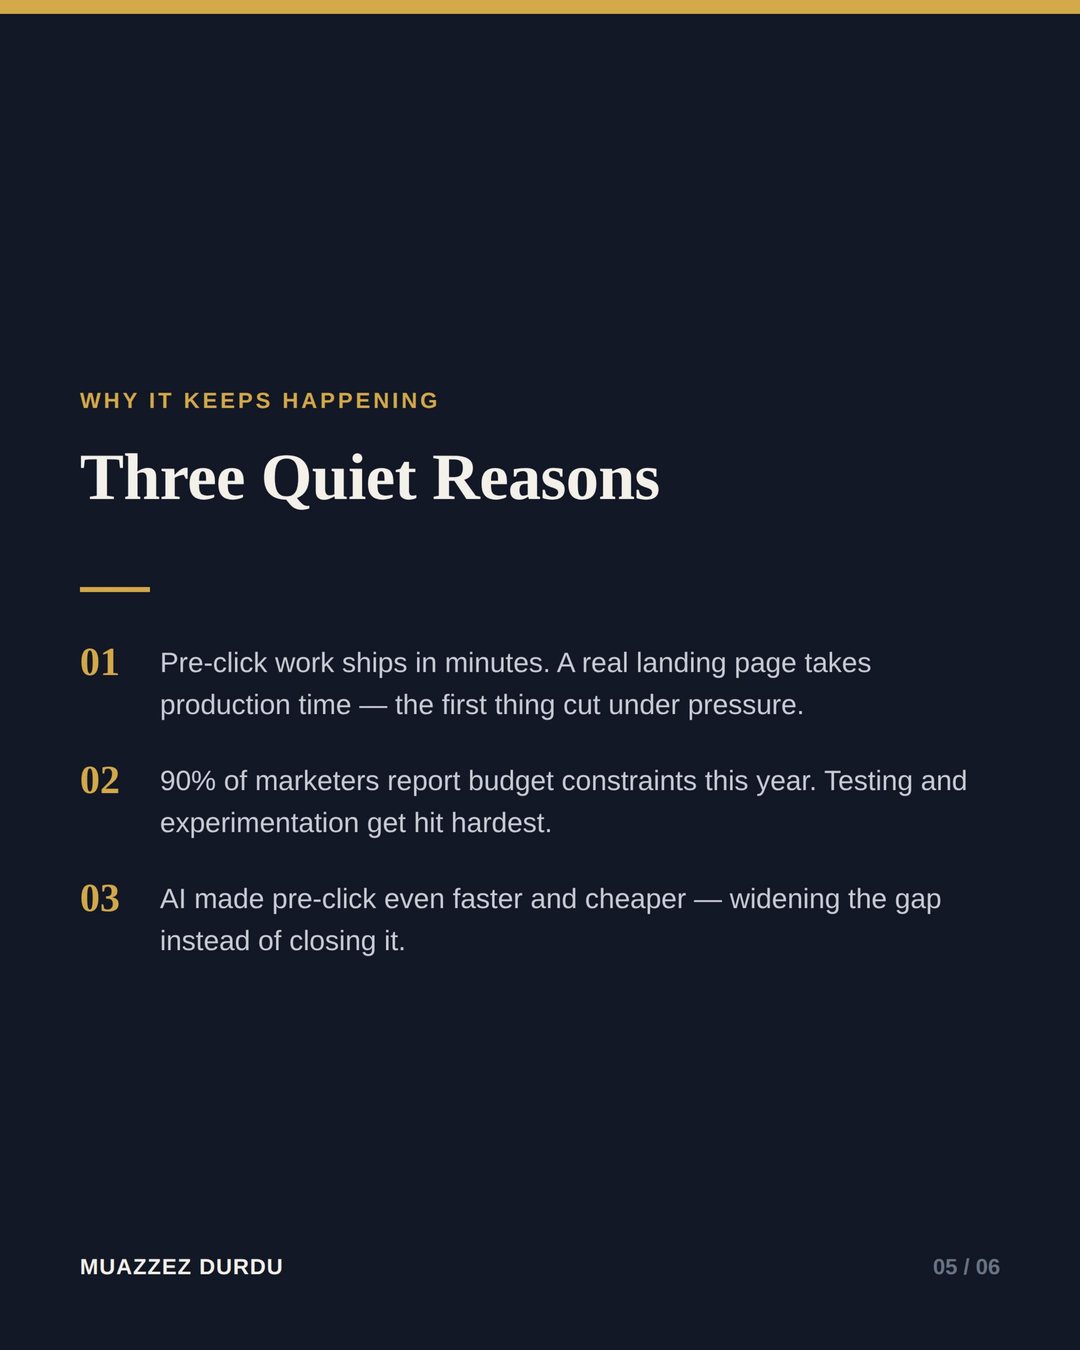 WHY IT KEEPS HAPPENING
Three Quiet Reasons
01 Pre-click work ships in minutes. A real landing page takes
production time — the first thing cut under pressure.
02 90% of marketers report budget constraints this year. Testing and
experimentation get hit hardest.
03 AI made pre-click even faster and cheaper — widening the gap
instead of closing it.
MUAZZEZ DURDU
05 / 06